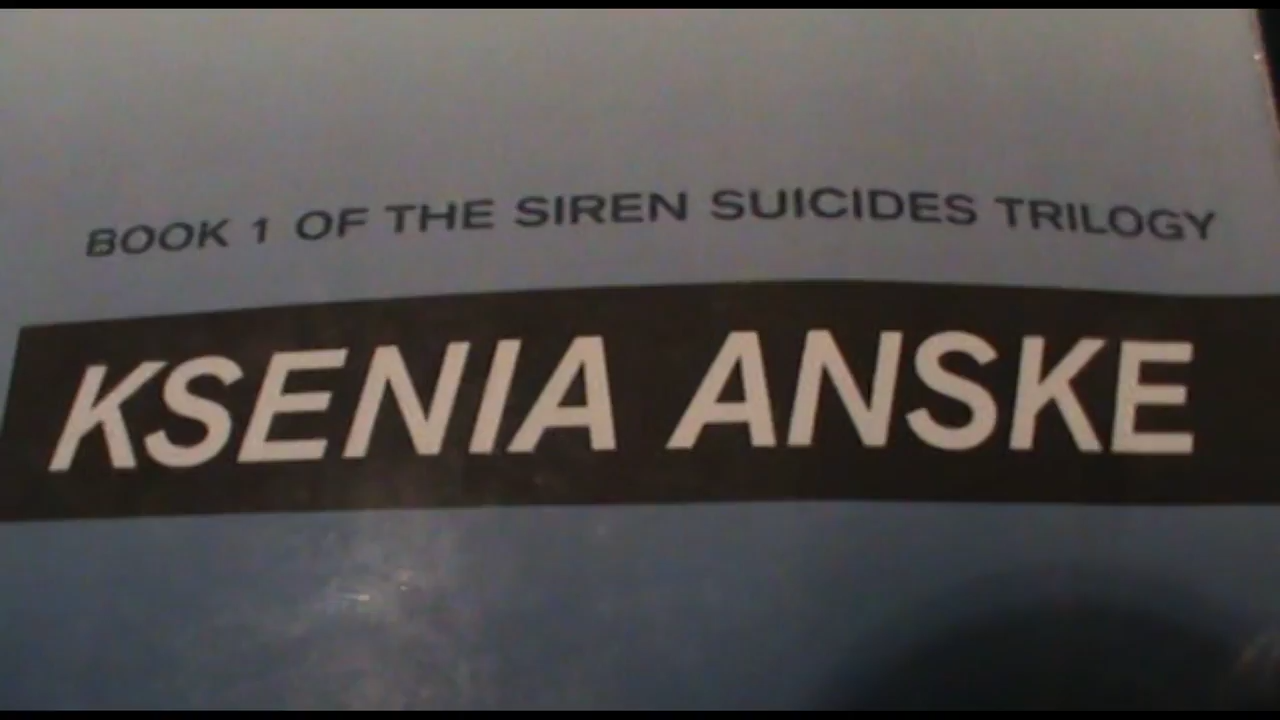 BOOK 1 OF THE SIREN SUICIDES TRILOGY
KSENIA ANSKE